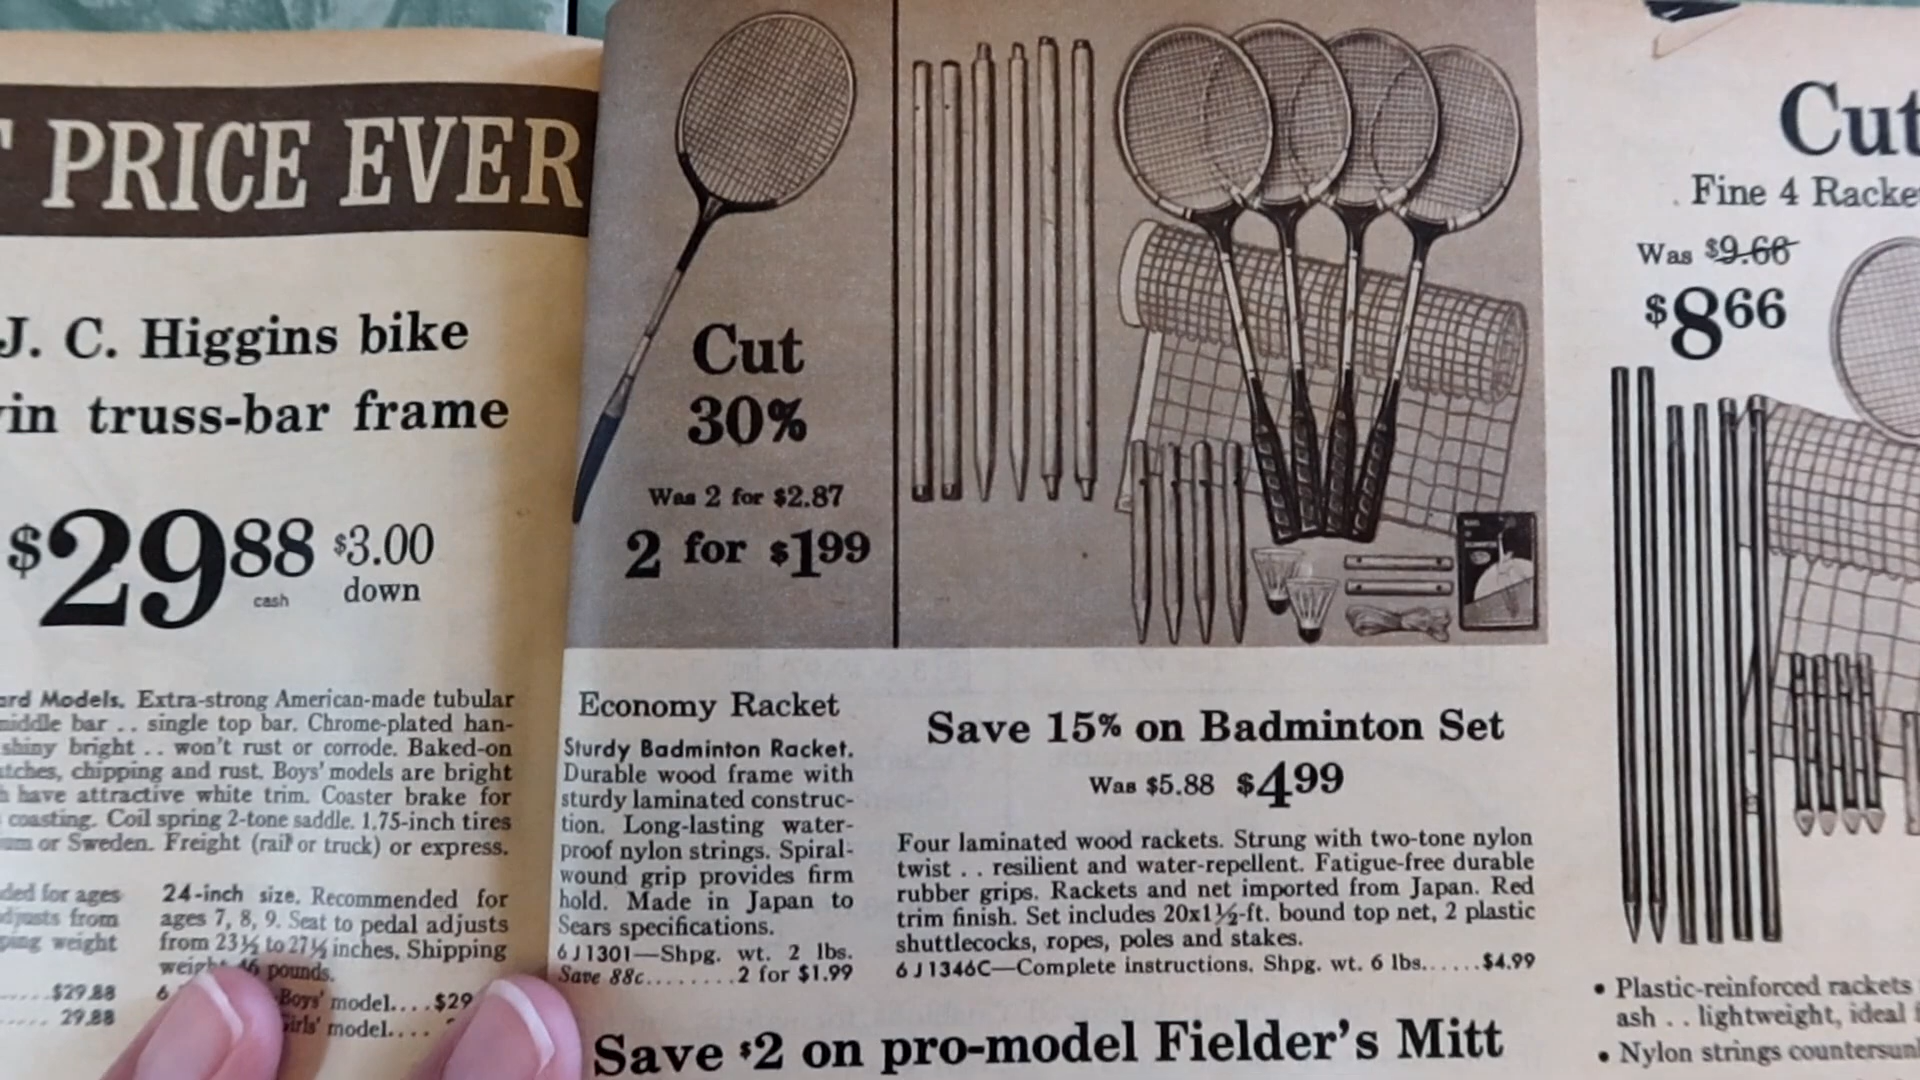 PRICE EVER
J. C. Higgins bike
truss-bar frame
$29.88 cash $3.00 down
Models. Extra-strong American-made tubular
middle bar .. single top bar. Chrome-plated han-
shiny bright .. won't rust or corrode. Baked-on
chipping and rust. Boys' models are bright
have attractive white trim. Coaster brake for
coasting. Coil spring 2-tone saddle. 1.75-inch tires
or Sweden. Freight (rail or truck) or express.
for ages
from
weight
$29.88
29.88
24-inch size. Recommended for
ages 7, 8, 9. Seat to pedal adjusts
from 23½ to 27½ inches. Shipping
weight 46 pounds.
6
Boys' model.... $29
Girls' model....
Cut
30%
Was 2 for $2.87
2 for $1.99
Economy Racket
Sturdy Badminton Racket.
Durable wood frame with
sturdy laminated construc-
tion. Long-lasting water-
proof nylon strings. Spiral-
wound grip provides firm
hold. Made in Japan to
Sears specifications.
6 J 1301—Shpg. wt. 2 lbs.
Save 88c........2 for $1.99
Save 15% on Badminton Set
Was $5.88 $4.99
Four laminated wood rackets. Strung with two-tone nylon
twist . . resilient and water-repellent. Fatigue-free durable
rubber grips. Rackets and net imported from Japan. Red
trim finish. Set includes 20x1½-ft. bound top net, 2 plastic
shuttlecocks, ropes, poles and stakes.
6 J 1346C—Complete instructions. Shpg. wt. 6 lbs......$4.99
Save $2 on pro-model Fielder's Mitt
Cut
Fine 4
Was $9.66
$8.66
• Plastic-reinforced rackets
ash . . lightweight, ideal
• Nylon strings